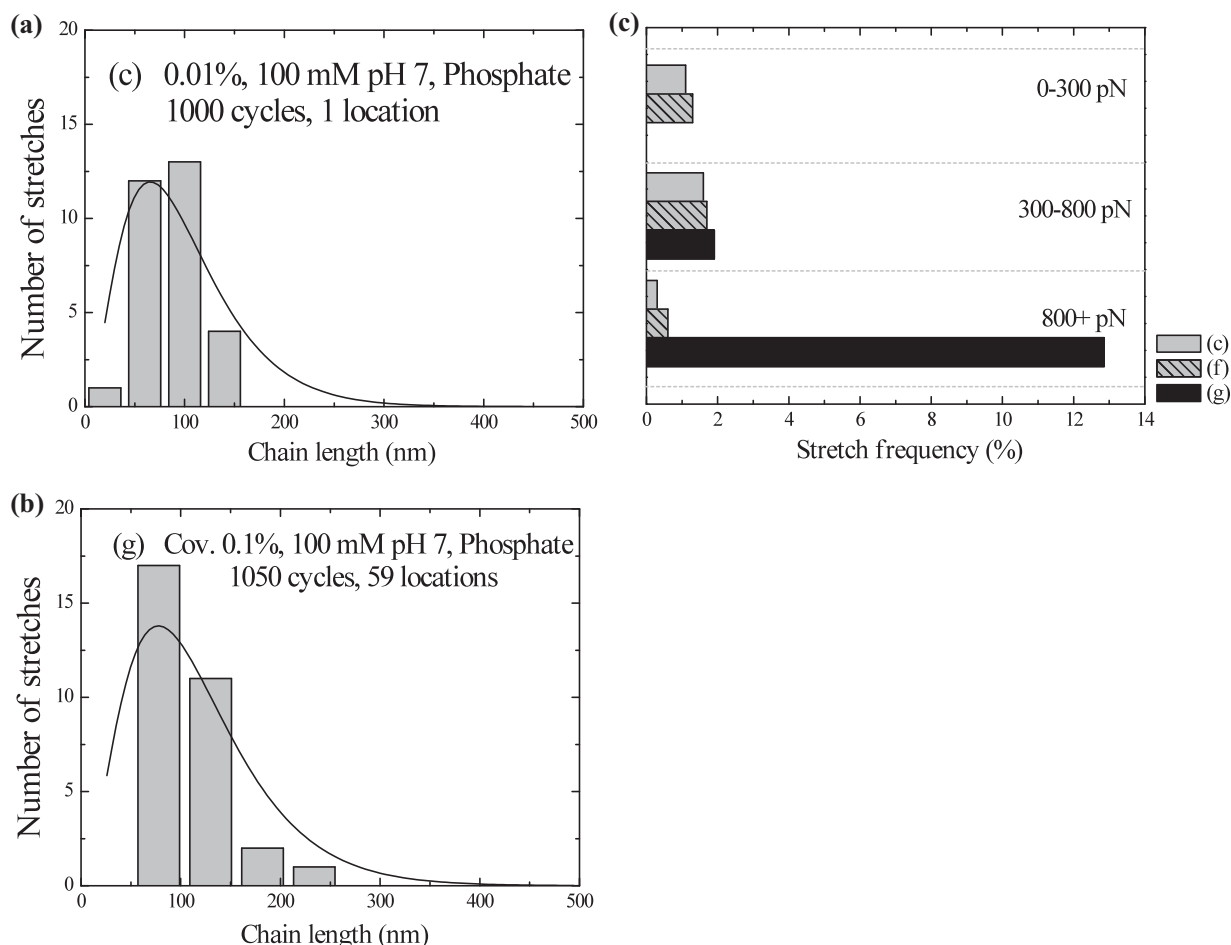 (a)
20
15
10
5
0
Number of stretches
(c) 0.01%, 100 mM pH 7, Phosphate
1000 cycles, 1 location
0 100 200 300 400 500
Chain length (nm)
(b)
20
15
10
5
0
Number of stretches
(g) Cov. 0.1%, 100 mM pH 7, Phosphate
1050 cycles, 59 locations
0 100 200 300 400 500
Chain length (nm)
(c)
0-300 pN
300-800 pN
800+ pN
(c)
(f)
(g)
0 2 4 6 8 10 12 14
Stretch frequency (%)